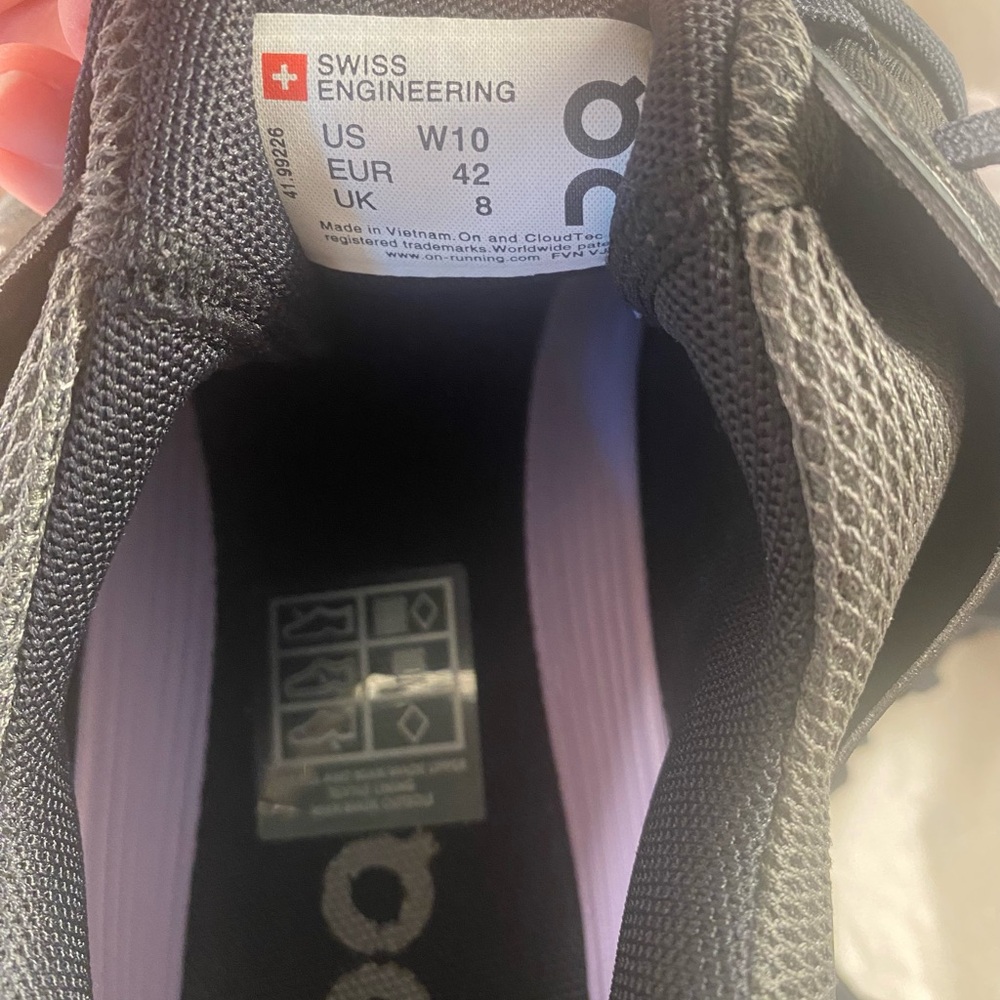 SWISS
ENGINEERING
US W10
EUR 42
UK 8
41.99226
Made in Vietnam.On and CloudTec
registered trademarks.Worldwide
www.on-running.com FVN